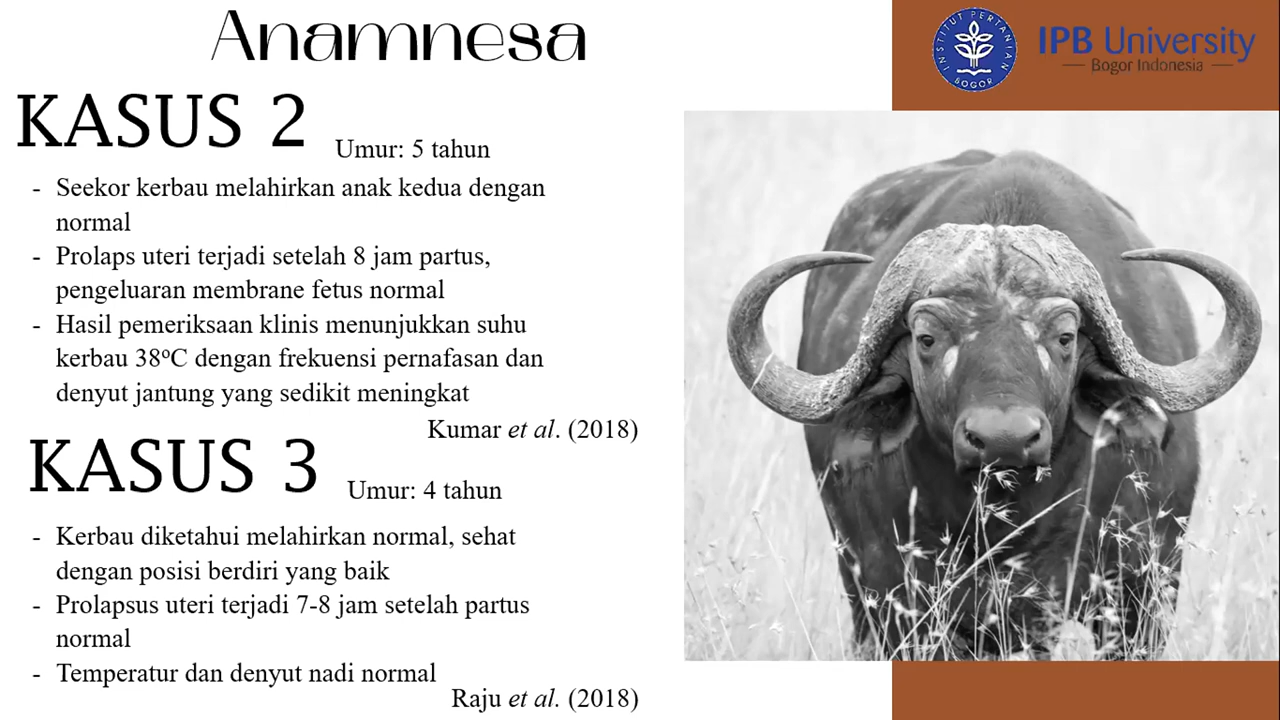 Anamnesa
INSTITUT PERTANIAN
BOGOR
IPB University
Bogor Indonesia
KASUS 2
Umur: 5 tahun
- Seekor kerbau melahirkan anak kedua dengan
normal
- Prolaps uteri terjadi setelah 8 jam partus,
pengeluaran membrane fetus normal
- Hasil pemeriksaan klinis menunjukkan suhu
kerbau 38ºC dengan frekuensi pernafasan dan
denyut jantung yang sedikit meningkat
Kumar et al. (2018)
KASUS 3
Umur: 4 tahun
- Kerbau diketahui melahirkan normal, sehat
dengan posisi berdiri yang baik
- Prolapsus uteri terjadi 7-8 jam setelah partus
normal
- Temperatur dan denyut nadi normal
Raju et al. (2018)